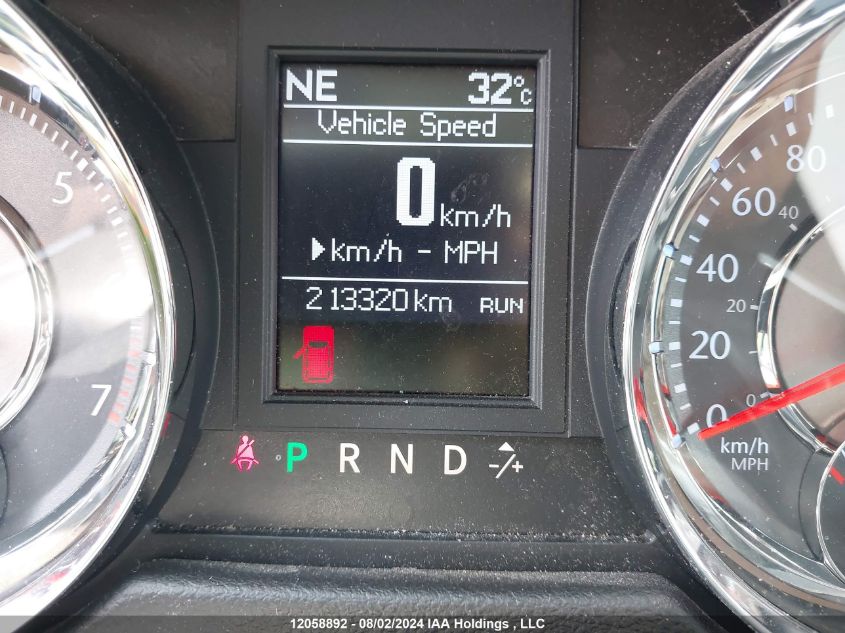 NE 32°C
Vehicle Speed
0 km/h
▶km/h - MPH
213320 km RUN
P R N D -/+
5
7
80
60
40
40
20
20
0
0
km/h
MPH
12058892 - 08/02/2024 IAA Holdings , LLC